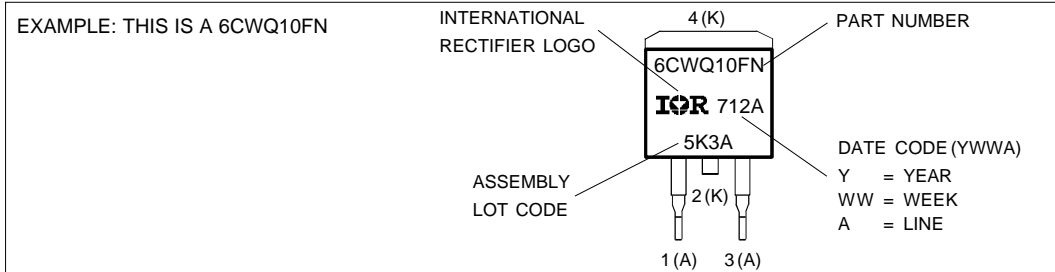 EXAMPLE: THIS IS A 6CWQ10FN
INTERNATIONAL
RECTIFIER LOGO
4 (K)
PART NUMBER
6CWQ10FN
IOR 712A
5K3A
ASSEMBLY
LOT CODE
2 (K)
1 (A) 3 (A)
DATE CODE (YWWA)
Y = YEAR
WW = WEEK
A = LINE